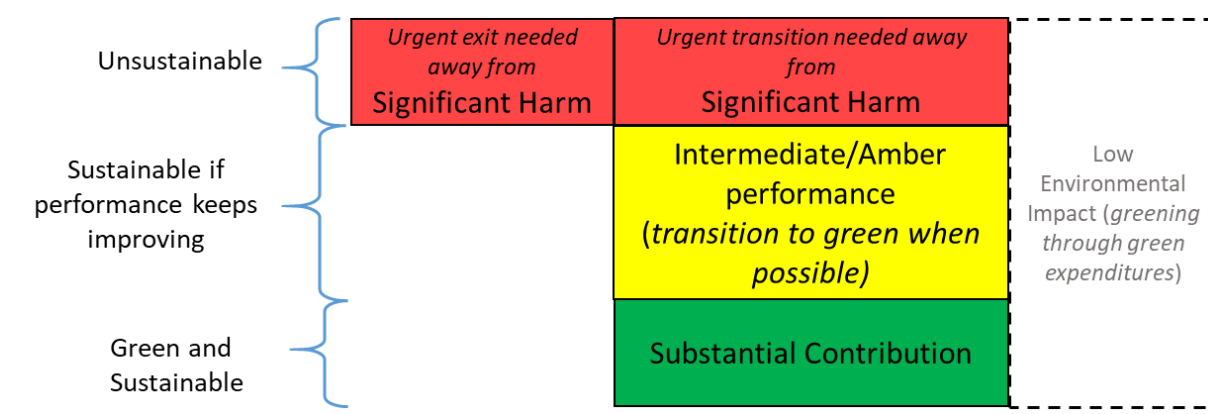 Unsustainable
Urgent exit needed
away from
Significant Harm
Urgent transition needed away
from
Significant Harm
Sustainable if
performance keeps
improving
Intermediate/Amber
performance
(transition to green when
possible)
Low
Environmental
Impact (greening
through green
expenditures)
Green and
Sustainable
Substantial Contribution